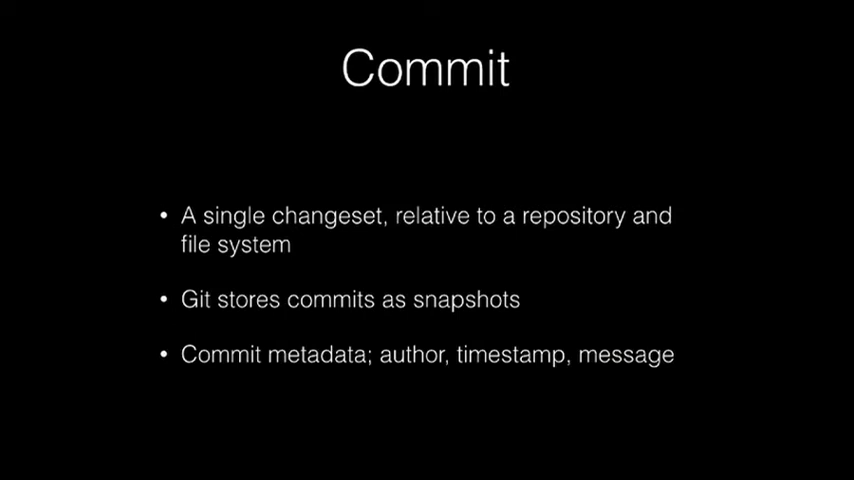 Commit
• A single changeset, relative to a repository and
file system
• Git stores commits as snapshots
• Commit metadata; author, timestamp, message